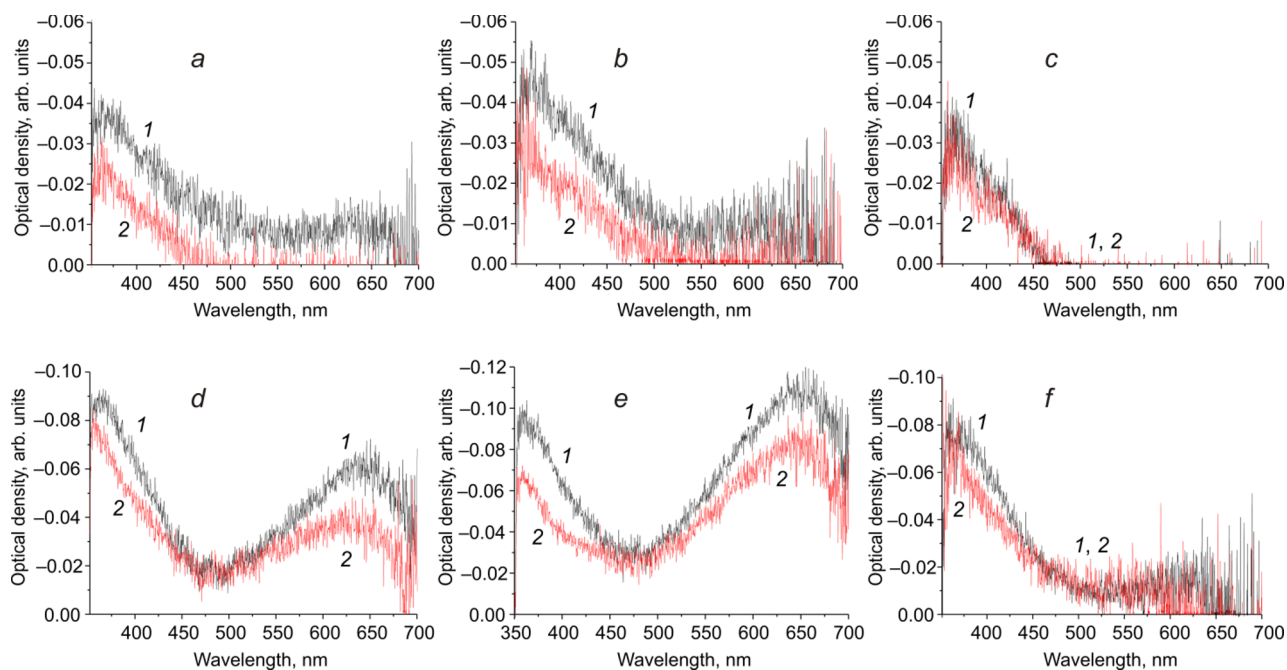 a
Optical density, arb. units
–0.06
–0.05
–0.04
–0.03
–0.02
–0.01
0.00
1
2
400 450 500 550 600 650 700
Wavelength, nm
b
Optical density, arb. units
–0.06
–0.05
–0.04
–0.03
–0.02
–0.01
0.00
1
2
400 450 500 550 600 650 700
Wavelength, nm
c
Optical density, arb. units
–0.06
–0.05
–0.04
–0.03
–0.02
–0.01
0.00
1
2
1, 2
400 450 500 550 600 650 700
Wavelength, nm
d
Optical density, arb. units
–0.10
–0.08
–0.06
–0.04
–0.02
0.00
1
1
2
2
400 450 500 550 600 650 700
Wavelength, nm
e
Optical density, arb. units
–0.12
–0.10
–0.08
–0.06
–0.04
–0.02
0.00
1
1
2
2
350 400 450 500 550 600 650 700
Wavelength, nm
f
Optical density, arb. units
–0.10
–0.08
–0.06
–0.04
–0.02
0.00
1
2
1, 2
400 450 500 550 600 650 700
Wavelength, nm